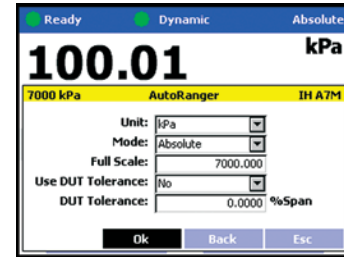 Ready Dynamic Absolute
100.01 kPa
7000 kPa AutoRanger IH A7M
Unit: kPa
Mode: Absolute
Full Scale: 7000.000
Use DUT Tolerance: No
DUT Tolerance: 0.0000 %Span
Ok Back Esc